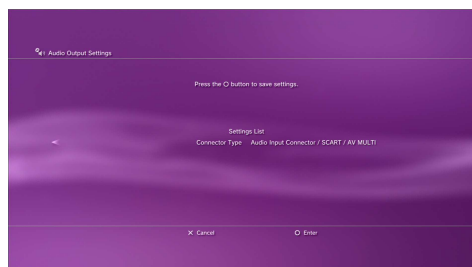 Audio Output Settings
Press the O button to save settings.
Settings List
Connector Type Audio Input Connector / SCART / AV MULTI
X Cancel O Enter